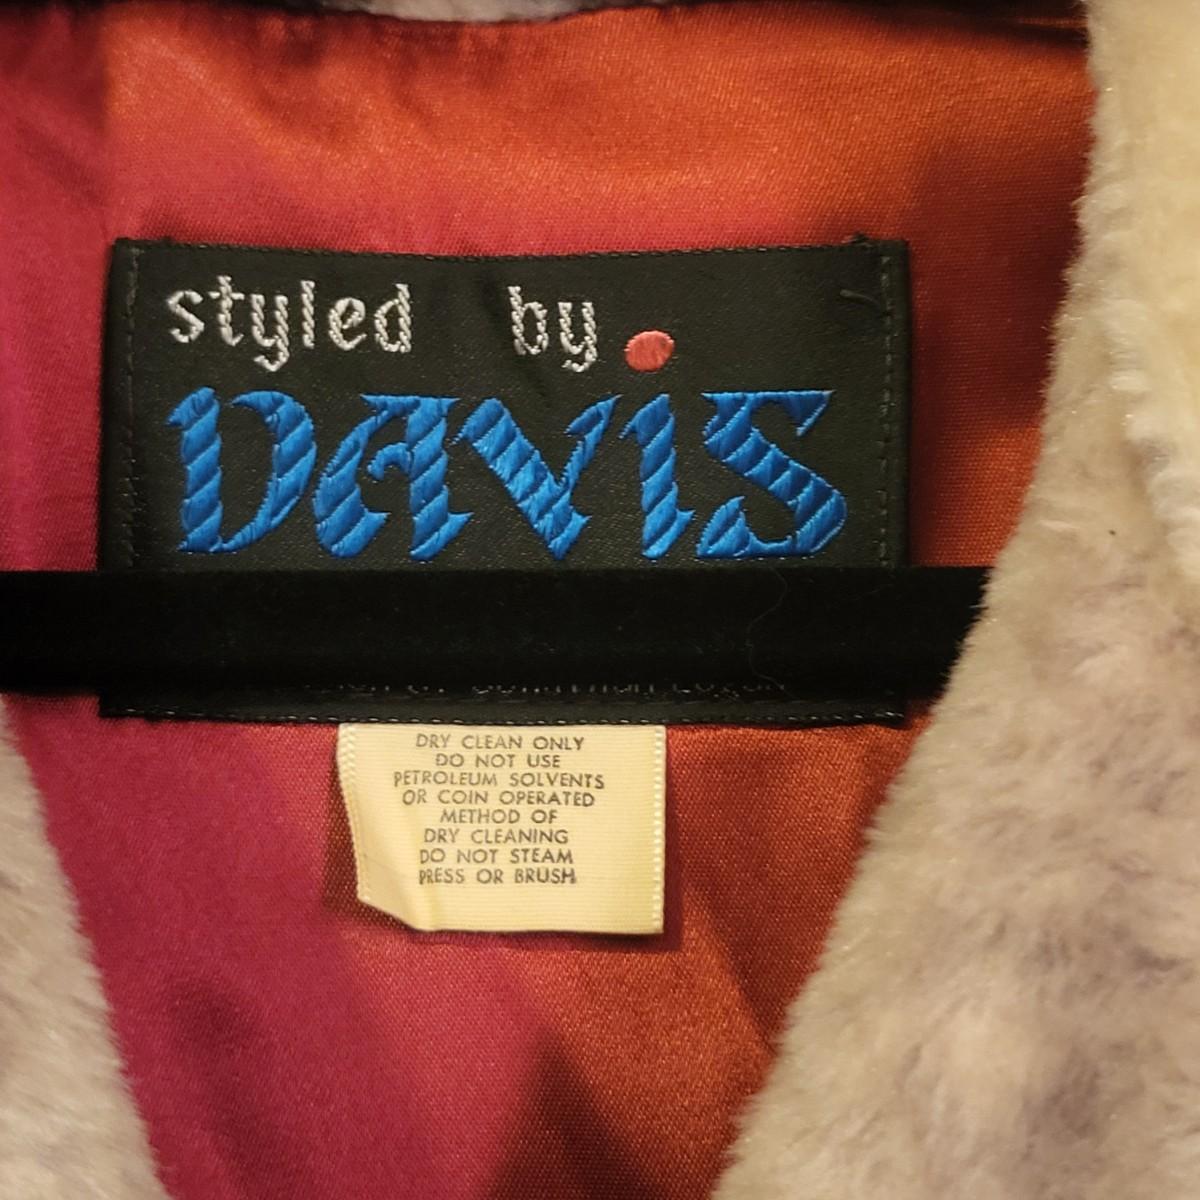 styled by
DAViS
DRY CLEAN ONLY
DO NOT USE
PETROLEUM SOLVENTS
OR COIN OPERATED
METHOD OF
DRY CLEANING
DO NOT STEAM
PRESS OR BRUSH